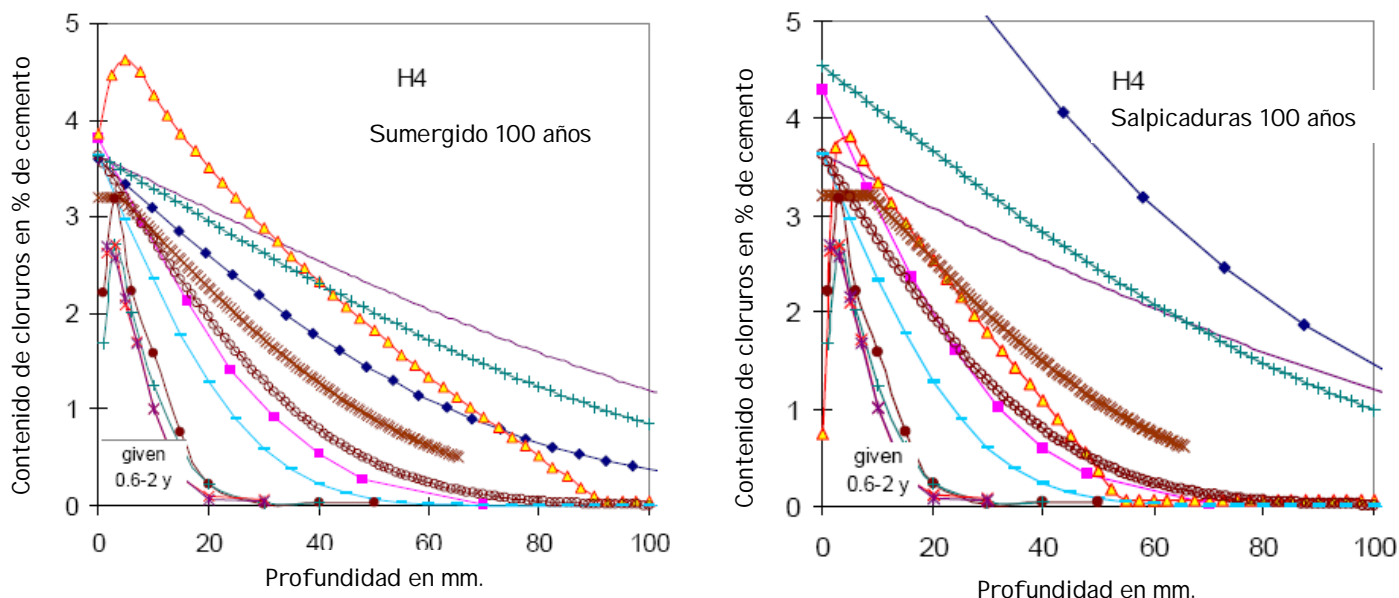 Contenido de cloruros en % de cemento
5
4
3
2
1
0
H4
Sumergido 100 años
given
0.6-2 y
0 20 40 60 80 100
Profundidad en mm.
Contenido de cloruros en % de cemento
5
4
3
2
1
0
H4
Salpicaduras 100 años
given
0.6-2 y
0 20 40 60 80 100
Profundidad en mm.